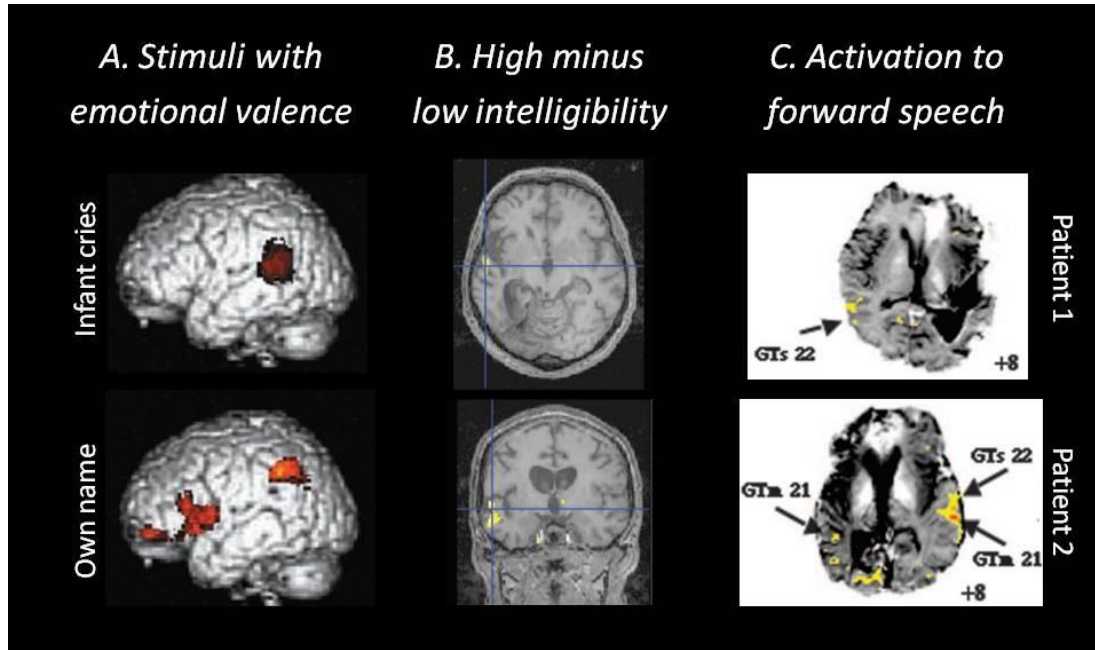 A. Stimuli with
emotional valence
B. High minus
low intelligibility
C. Activation to
forward speech
Infant cries
GTs 22
+8
Patient 1
Own name
GTm 21
GTs 22
GTm 21
+8
Patient 2